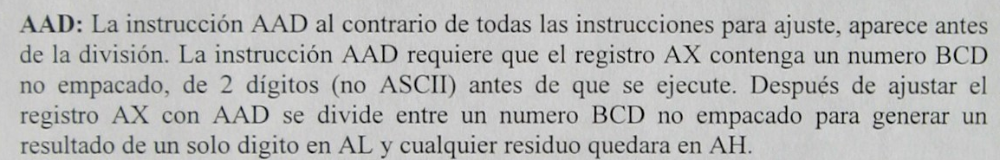 AAD: La instrucción AAD al contrario de todas las instrucciones para ajuste, aparece antes
de la división. La instrucción AAD requiere que el registro AX contenga un numero BCD
no empacado, de 2 dígitos (no ASCII) antes de que se ejecute. Después de ajustar el
registro AX con AAD se divide entre un numero BCD no empacado para generar un
resultado de un solo digito en AL y cualquier residuo quedara en AH.